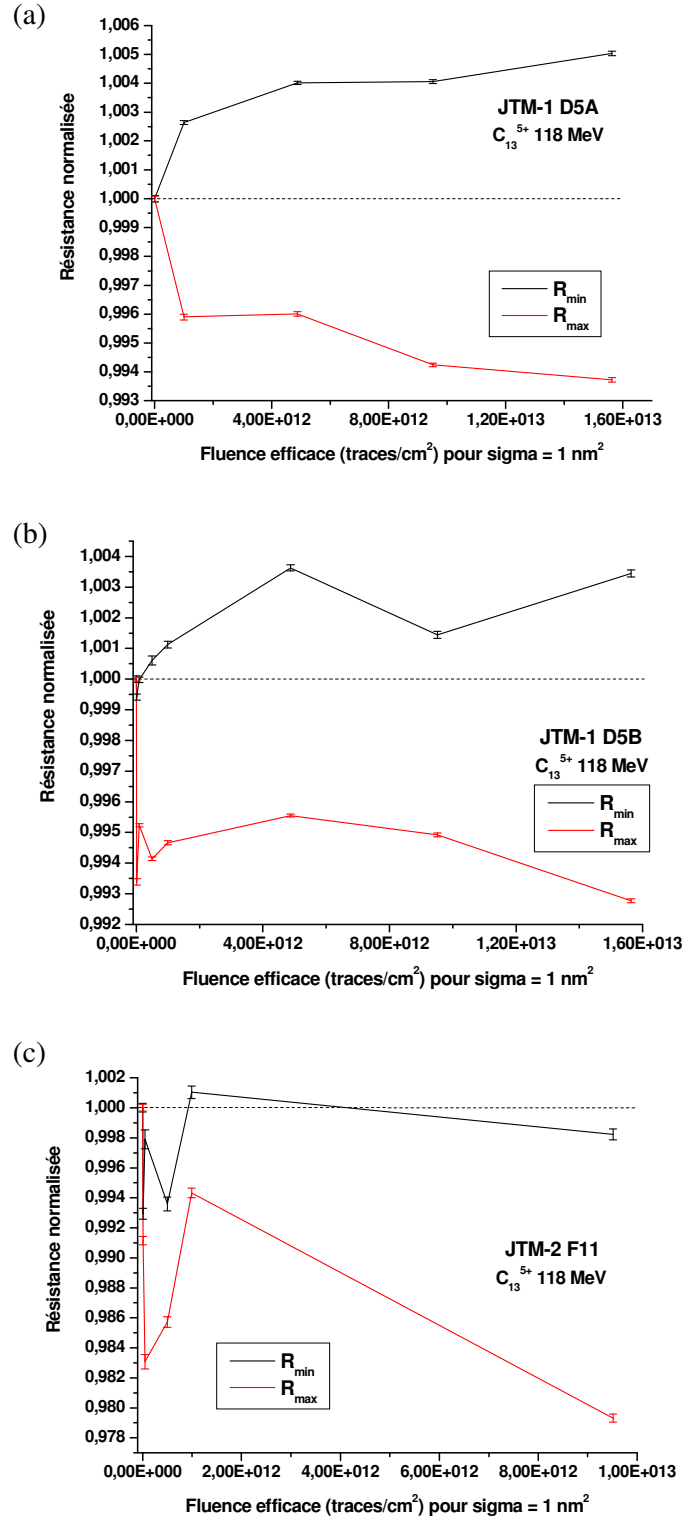 (a)
1,006
1,005
1,004
1,003
1,002
1,001
1,000
0,999
0,998
0,997
0,996
0,995
0,994
0,993
Résistance normalisée
JTM-1 D5A
C13 5+ 118 MeV
Rmin
Rmax
0,00E+000 4,00E+012 8,00E+012 1,20E+013 1,60E+013
Fluence efficace (traces/cm2) pour sigma = 1 nm2
(b)
1,004
1,003
1,002
1,001
1,000
0,999
0,998
0,997
0,996
0,995
0,994
0,993
0,992
Résistance normalisée
JTM-1 D5B
C13 5+ 118 MeV
Rmin
Rmax
0,00E+000 4,00E+012 8,00E+012 1,20E+013 1,60E+013
Fluence efficace (traces/cm2) pour sigma = 1 nm2
(c)
1,002
1,000
0,998
0,996
0,994
0,992
0,990
0,988
0,986
0,984
0,982
0,980
0,978
Résistance normalisée
JTM-2 F11
C13 5+ 118 MeV
Rmin
Rmax
0,00E+000 2,00E+012 4,00E+012 6,00E+012 8,00E+012 1,00E+013
Fluence efficace (traces/cm2) pour sigma = 1 nm2